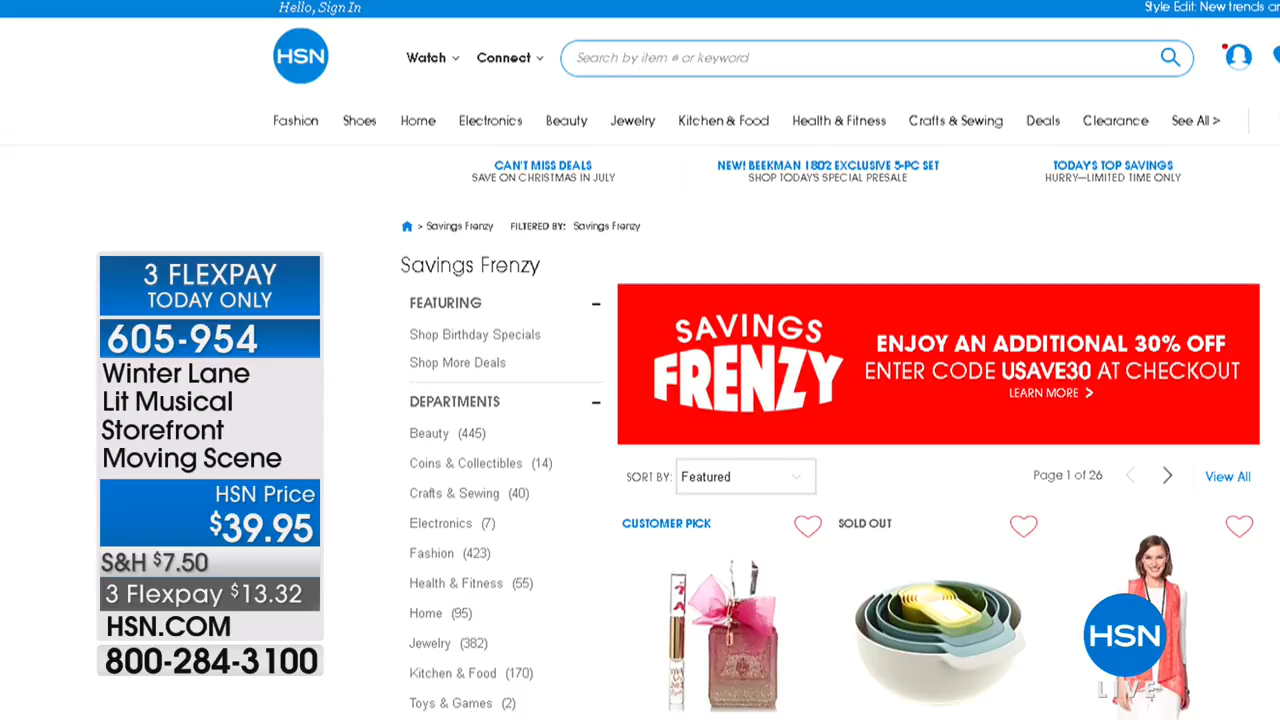 Hello, Sign In
Style Edit: New trends
HSN
Watch
Connect
Search by item # or keyword
Fashion
Shoes
Home
Electronics
Beauty
Jewelry
Kitchen & Food
Health & Fitness
Crafts & Sewing
Deals
Clearance
See All >
CAN'T MISS DEALS
SAVE ON CHRISTMAS IN JULY
NEW! BEEKMAN 1802 EXCLUSIVE 5-PC SET
SHOP TODAY'S SPECIAL PRESALE
TODAY'S TOP SAVINGS
HURRY—LIMITED TIME ONLY
> Savings Frenzy FILTERED BY: Savings Frenzy
3 FLEXPAY
TODAY ONLY
605-954
Winter Lane
Lit Musical
Storefront
Moving Scene
HSN Price
$39.95
S&H $7.50
3 Flexpay $13.32
HSN.COM
800-284-3100
Savings Frenzy
FEATURING
Shop Birthday Specials
Shop More Deals
DEPARTMENTS
Beauty (445)
Coins & Collectibles (14)
Crafts & Sewing (40)
Electronics (7)
Fashion (423)
Health & Fitness (55)
Home (95)
Jewelry (382)
Kitchen & Food (170)
Toys & Games (2)
SAVINGS
FRENZY
ENJOY AN ADDITIONAL 30% OFF
ENTER CODE USAVE30 AT CHECKOUT
LEARN MORE >
SORT BY: Featured
Page 1 of 26
View All
CUSTOMER PICK
SOLD OUT
HSN
LIVE